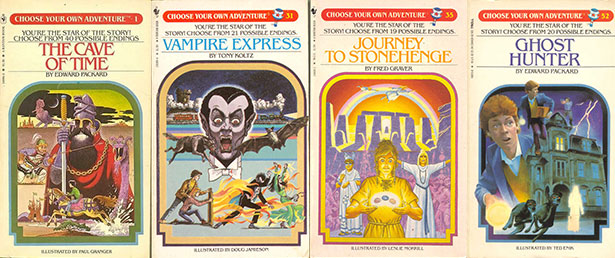 CHOOSE YOUR OWN ADVENTURE™ 1
YOU'RE THE STAR OF THE STORY!
CHOOSE FROM 40 POSSIBLE ENDINGS.
THE CAVE
OF TIME
BY EDWARD PACKARD
ILLUSTRATED BY PAUL GRANGER
CHOOSE YOUR OWN ADVENTURE 31
YOU'RE THE STAR OF THE
STORY! CHOOSE FROM 21 POSSIBLE ENDINGS.
VAMPIRE EXPRESS
BY TONY KOLTZ
ILLUSTRATED BY DOUG JAMIESON
CHOOSE YOUR OWN ADVENTURE 35
YOU'RE THE STAR OF THE
STORY! CHOOSE FROM 19 POSSIBLE ENDINGS.
JOURNEY
TO STONEHENGE
BY FRED GRAVER
ILLUSTRATED BY LESLIE MORRILL
CHOOSE YOUR OWN ADVENTURE 52
YOU'RE THE STAR OF THE
STORY! CHOOSE FROM 20 POSSIBLE ENDINGS.
GHOST
HUNTER
BY EDWARD PACKARD
ILLUSTRATED BY TED ENIK